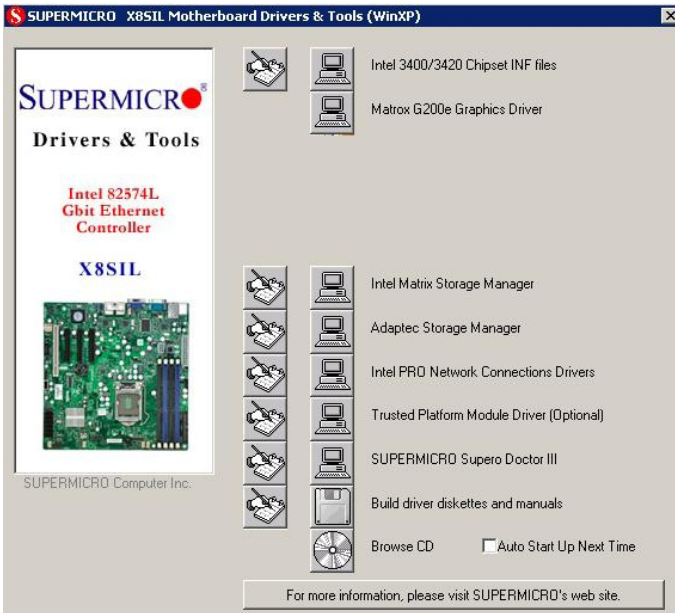 SUPERMICRO X8SIL Motherboard Drivers & Tools (WinXP)
SUPERMICRO®
Drivers & Tools
Intel 82574L
Gbit Ethernet
Controller
X8SIL
SUPERMICRO Computer Inc.
Intel 3400/3420 Chipset INF files
Matrox G200e Graphics Driver
Intel Matrix Storage Manager
Adaptec Storage Manager
Intel PRO Network Connections Drivers
Trusted Platform Module Driver (Optional)
SUPERMICRO Supero Doctor III
Build driver diskettes and manuals
Browse CD Auto Start Up Next Time
For more information, please visit SUPERMICRO's web site.